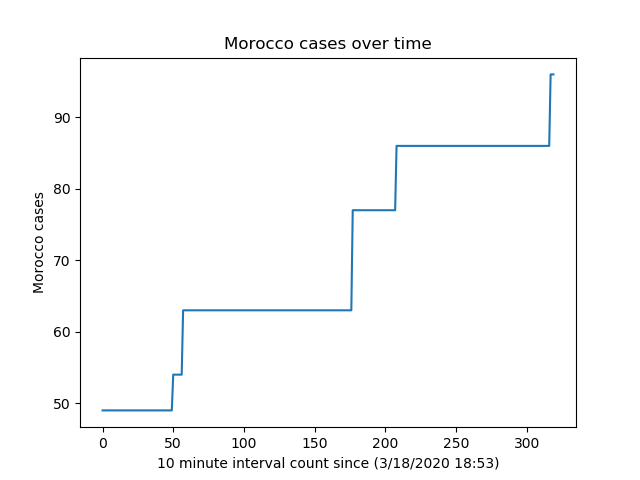 Morocco cases over time
90
80
70
60
50
Morocco cases
0 50 100 150 200 250 300
10 minute interval count since (3/18/2020 18:53)